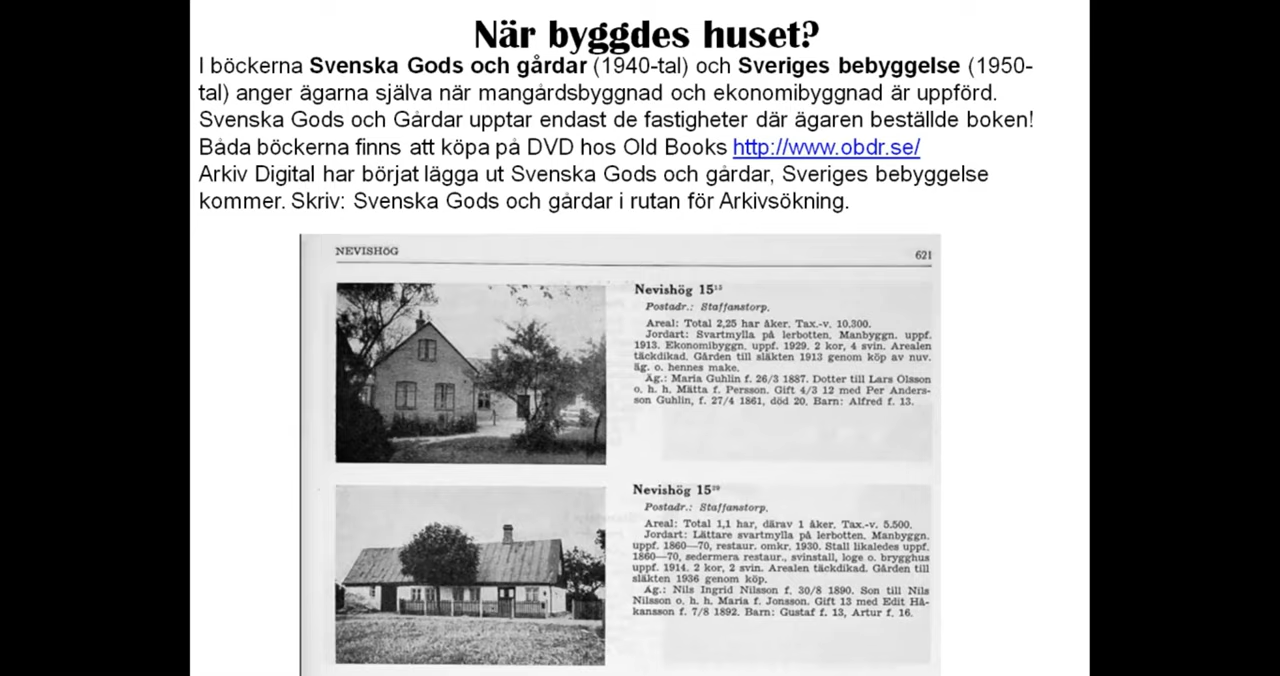 När byggdes huset?
I böckerna Svenska Gods och gårdar (1940-tal) och Sveriges bebyggelse (1950-
tal) anger ägarna själva när mangårdsbyggnad och ekonomibyggnad är uppförd.
Svenska Gods och Gårdar upptar endast de fastigheter där ägaren beställde boken!
Båda böckerna finns att köpa på DVD hos Old Books http://www.obdr.se/
Arkiv Digital har börjat lägga ut Svenska Gods och gårdar, Sveriges bebyggelse
kommer. Skriv: Svenska Gods och gårdar i rutan för Arkivsökning.
NEVISHÖG 621
Nevishög 15¹⁵
Postadr.: Staffanstorp.
Areal: Total 2,25 har åker. Tax.-v. 10.300.
Jordart: Svartmylla på lerbotten. Manbyggn. uppf.
1913. Ekonomibyggn. uppf. 1929. 2 kor, 4 svin. Arealen
täckdikad. Gården till släkten 1913 genom köp av nuv.
äg. o. hennes make.
Äg.: Maria Guhlin f. 26/3 1887. Dotter till Lars Olsson
o. h. h. Mätta f. Persson. Gift 4/3 12 med Per Anders-
son Guhlin, f. 27/4 1861, död 20. Barn: Alfred f. 13.
Nevishög 15²⁹
Postadr.: Staffanstorp.
Areal: Total 1,1 har, därav 1 åker. Tax.-v. 5.500.
Jordart: Lättare svartmylla på lerbotten. Manbyggn.
uppf. 1860—70, restaur. omkr. 1930. Stall likaledes uppf.
1860—70, sedermera restaur., svinstall, loge o. brygghus
uppf. 1914. 2 kor, 2 svin. Arealen täckdikad. Gården till
släkten 1936 genom köp.
Äg.: Nils Ingrid Nilsson f. 30/8 1890. Son till Nils
Nilsson o. h. h. Maria f. Jonsson. Gift 13 med Edit Hå-
kansson f. 7/8 1892. Barn: Gustaf f. 13, Artur f. 16.